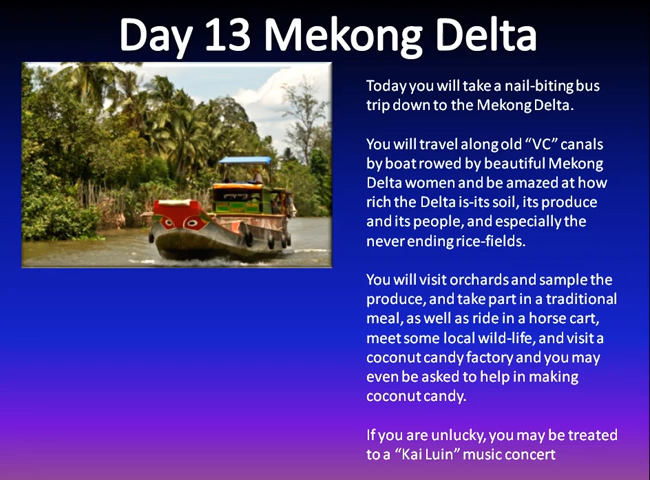 Day 13 Mekong Delta
Today you will take a nail-biting bus
trip down to the Mekong Delta.
You will travel along old “VC” canals
by boat rowed by beautiful Mekong
Delta women and be amazed at how
rich the Delta is-its soil, its produce
and its people, and especially the
never ending rice-fields.
You will visit orchards and sample the
produce, and take part in a traditional
meal, as well as ride in a horse cart,
meet some local wild-life, and visit a
coconut candy factory and you may
even be asked to help in making
coconut candy.
If you are unlucky, you may be treated
to a “Kai Luin” music concert